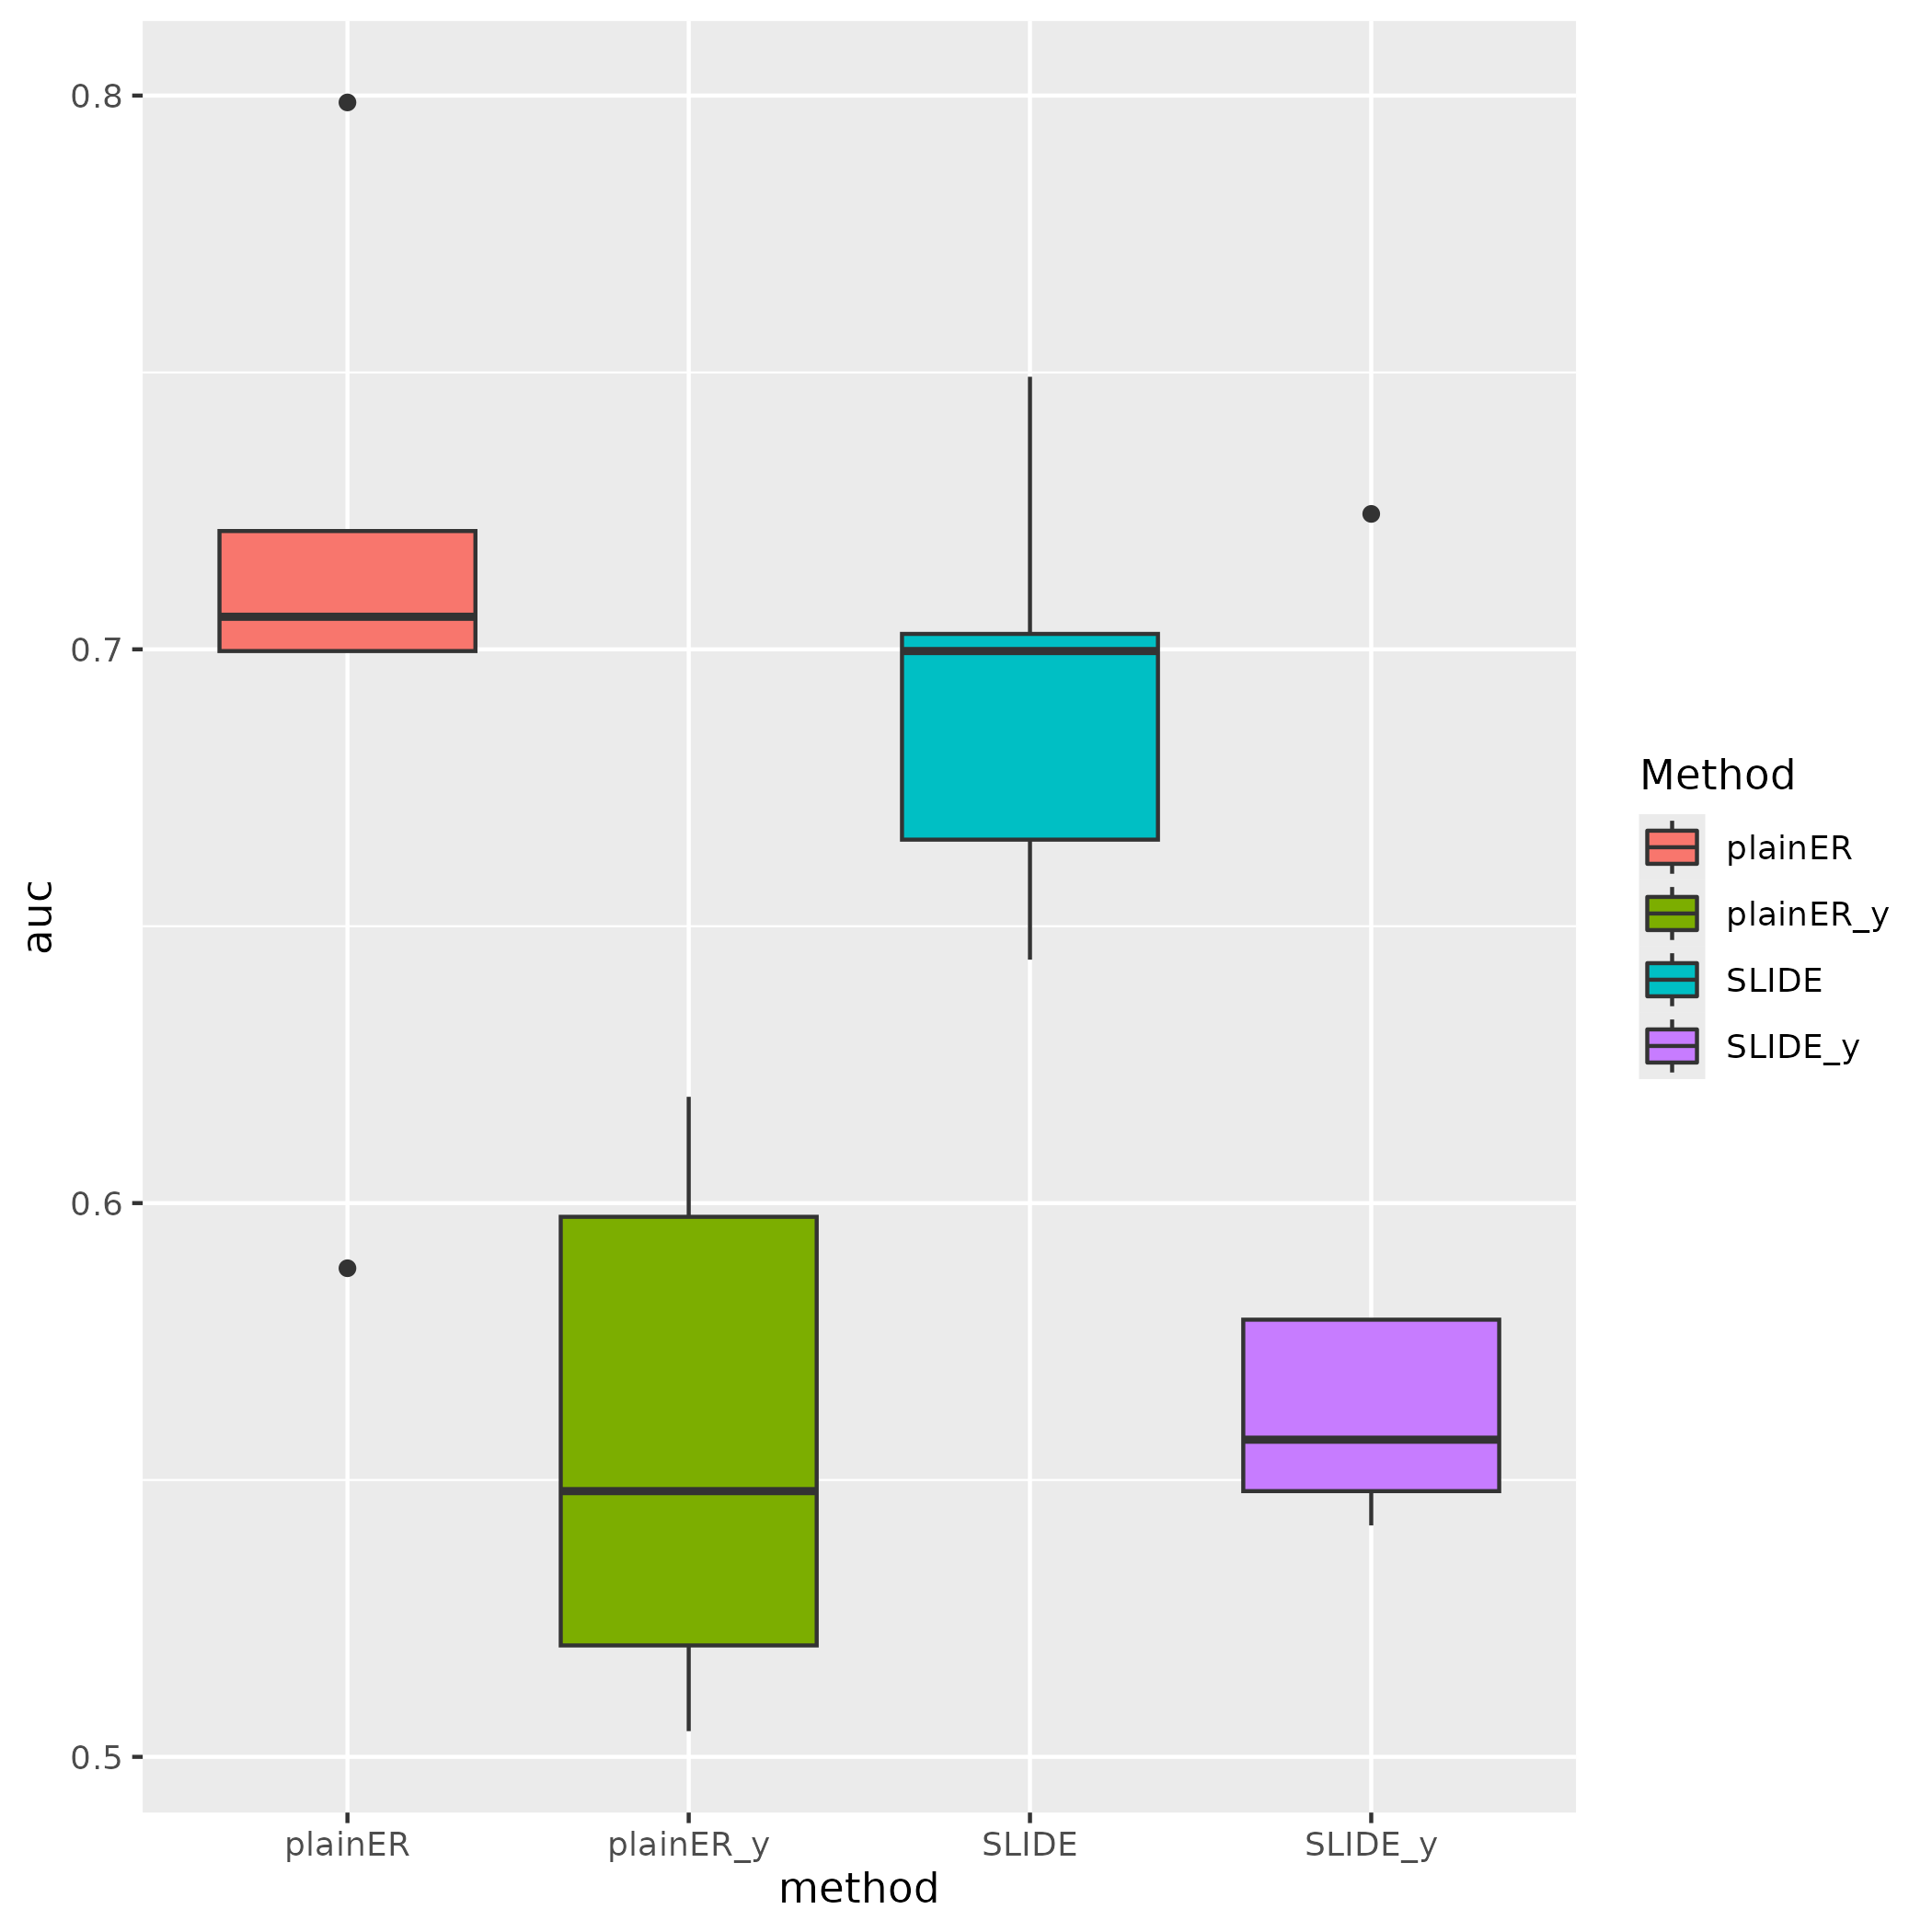 0.8
0.7
0.6
0.5
auc
plainER
plainER_y
SLIDE
SLIDE_y
method
Method
plainER
plainER_y
SLIDE
SLIDE_y